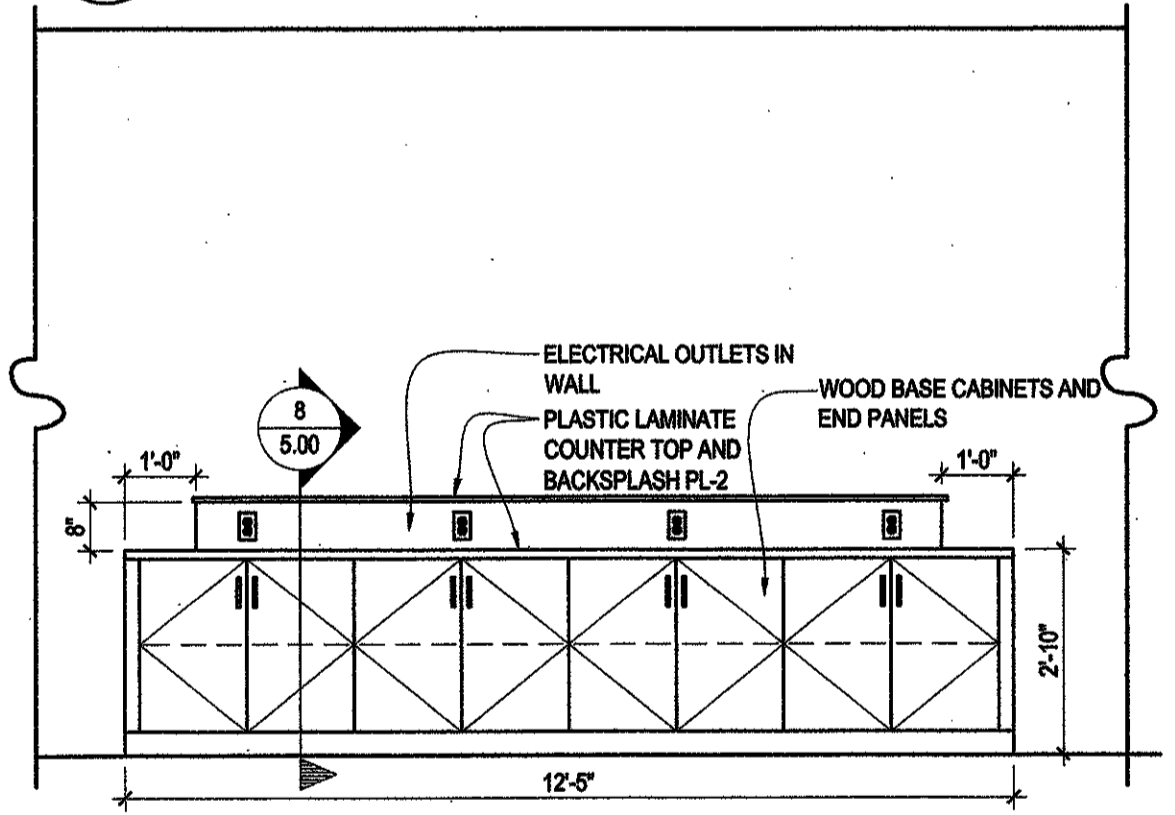 ELECTRICAL OUTLETS IN
WALL
WOOD BASE CABINETS AND
END PANELS
PLASTIC LAMINATE
COUNTER TOP AND
BACKSPLASH PL-2
8
5.00
1'-0"
1'-0"
8"
2'-10"
12'-5"